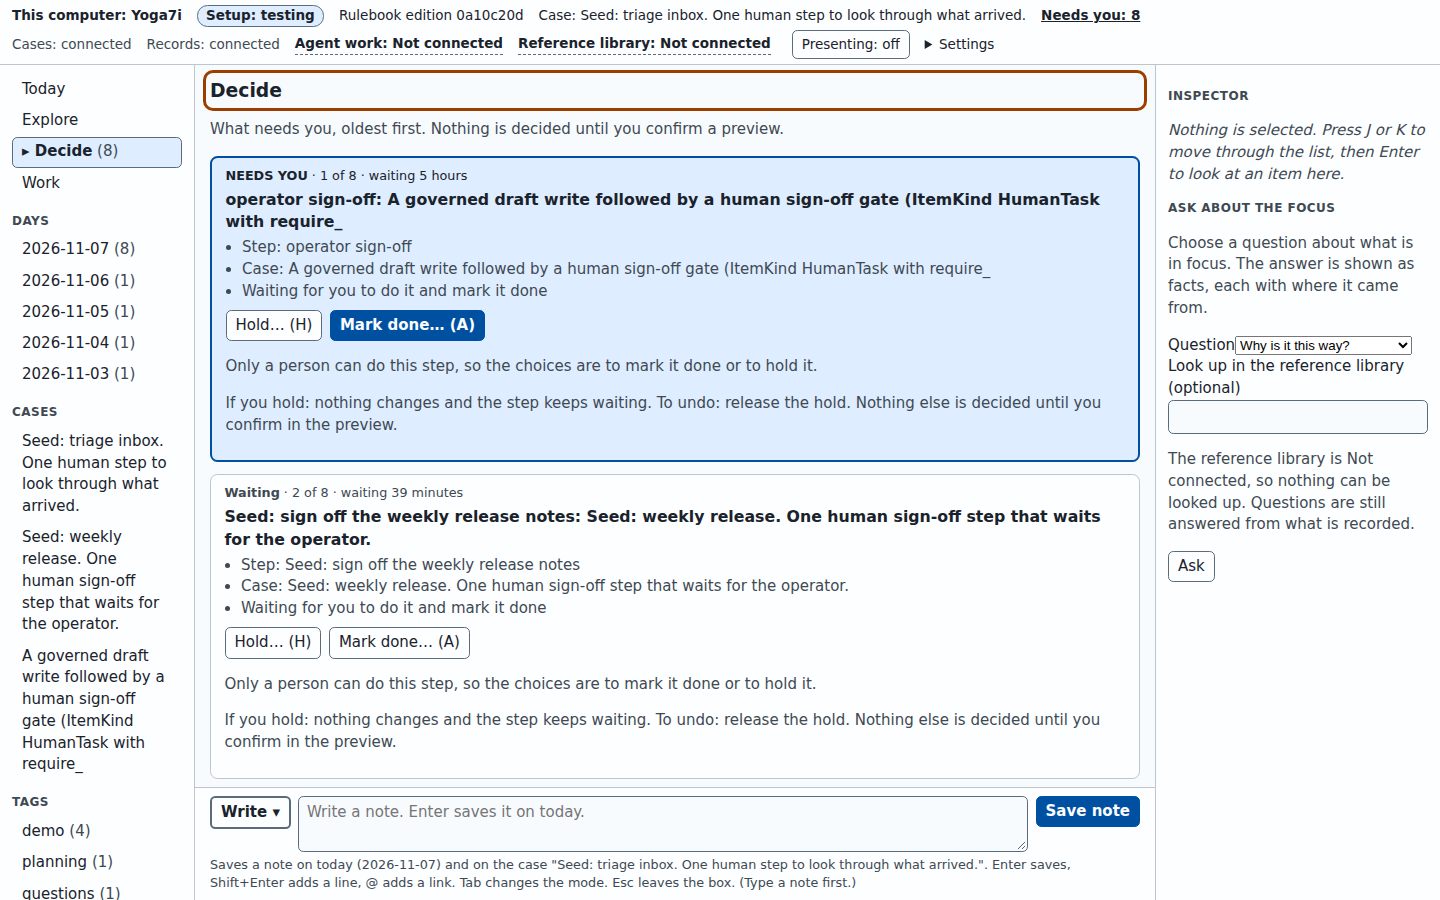 This computer: Yoga7i Setup: testing Rulebook edition 0a10c20d Case: Seed: triage inbox. One human step to look through what arrived. Needs you: 8
Cases: connected Records: connected Agent work: Not connected Reference library: Not connected Presenting: off ▶ Settings
Today
Explore
▸ Decide (8)
Work
DAYS
2026-11-07 (8)
2026-11-06 (1)
2026-11-05 (1)
2026-11-04 (1)
2026-11-03 (1)
CASES
Seed: triage inbox.
One human step to
look through what
arrived.
Seed: weekly
release. One
human sign-off
step that waits for
the operator.
A governed draft
write followed by a
human sign-off
gate (ItemKind
HumanTask with
require_
TAGS
demo (4)
planning (1)
questions (1)
Decide
What needs you, oldest first. Nothing is decided until you confirm a preview.
NEEDS YOU · 1 of 8 · waiting 5 hours
operator sign-off: A governed draft write followed by a human sign-off gate (ItemKind HumanTask
with require_
• Step: operator sign-off
• Case: A governed draft write followed by a human sign-off gate (ItemKind HumanTask with require_
• Waiting for you to do it and mark it done
Hold... (H) Mark done... (A)
Only a person can do this step, so the choices are to mark it done or to hold it.
If you hold: nothing changes and the step keeps waiting. To undo: release the hold. Nothing else is decided until you
confirm in the preview.
Waiting · 2 of 8 · waiting 39 minutes
Seed: sign off the weekly release notes: Seed: weekly release. One human sign-off step that waits
for the operator.
• Step: Seed: sign off the weekly release notes
• Case: Seed: weekly release. One human sign-off step that waits for the operator.
• Waiting for you to do it and mark it done
Hold... (H) Mark done... (A)
Only a person can do this step, so the choices are to mark it done or to hold it.
If you hold: nothing changes and the step keeps waiting. To undo: release the hold. Nothing else is decided until you
confirm in the preview.
Write ▾ Write a note. Enter saves it on today. Save note
Saves a note on today (2026-11-07) and on the case "Seed: triage inbox. One human step to look through what arrived.". Enter saves,
Shift+Enter adds a line, @ adds a link. Tab changes the mode. Esc leaves the box. (Type a note first.)
INSPECTOR
Nothing is selected. Press J or K to
move through the list, then Enter
to look at an item here.
ASK ABOUT THE FOCUS
Choose a question about what is
in focus. The answer is shown as
facts, each with where it came
from.
Question Why is it this way?
Look up in the reference library
(optional)
The reference library is Not
connected, so nothing can be
looked up. Questions are still
answered from what is recorded.
Ask